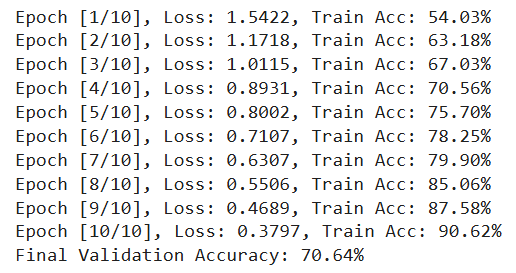 Epoch [1/10], Loss: 1.5422, Train Acc: 54.03%
Epoch [2/10], Loss: 1.1718, Train Acc: 63.18%
Epoch [3/10], Loss: 1.0115, Train Acc: 67.03%
Epoch [4/10], Loss: 0.8931, Train Acc: 70.56%
Epoch [5/10], Loss: 0.8002, Train Acc: 75.70%
Epoch [6/10], Loss: 0.7107, Train Acc: 78.25%
Epoch [7/10], Loss: 0.6307, Train Acc: 79.90%
Epoch [8/10], Loss: 0.5506, Train Acc: 85.06%
Epoch [9/10], Loss: 0.4689, Train Acc: 87.58%
Epoch [10/10], Loss: 0.3797, Train Acc: 90.62%
Final Validation Accuracy: 70.64%